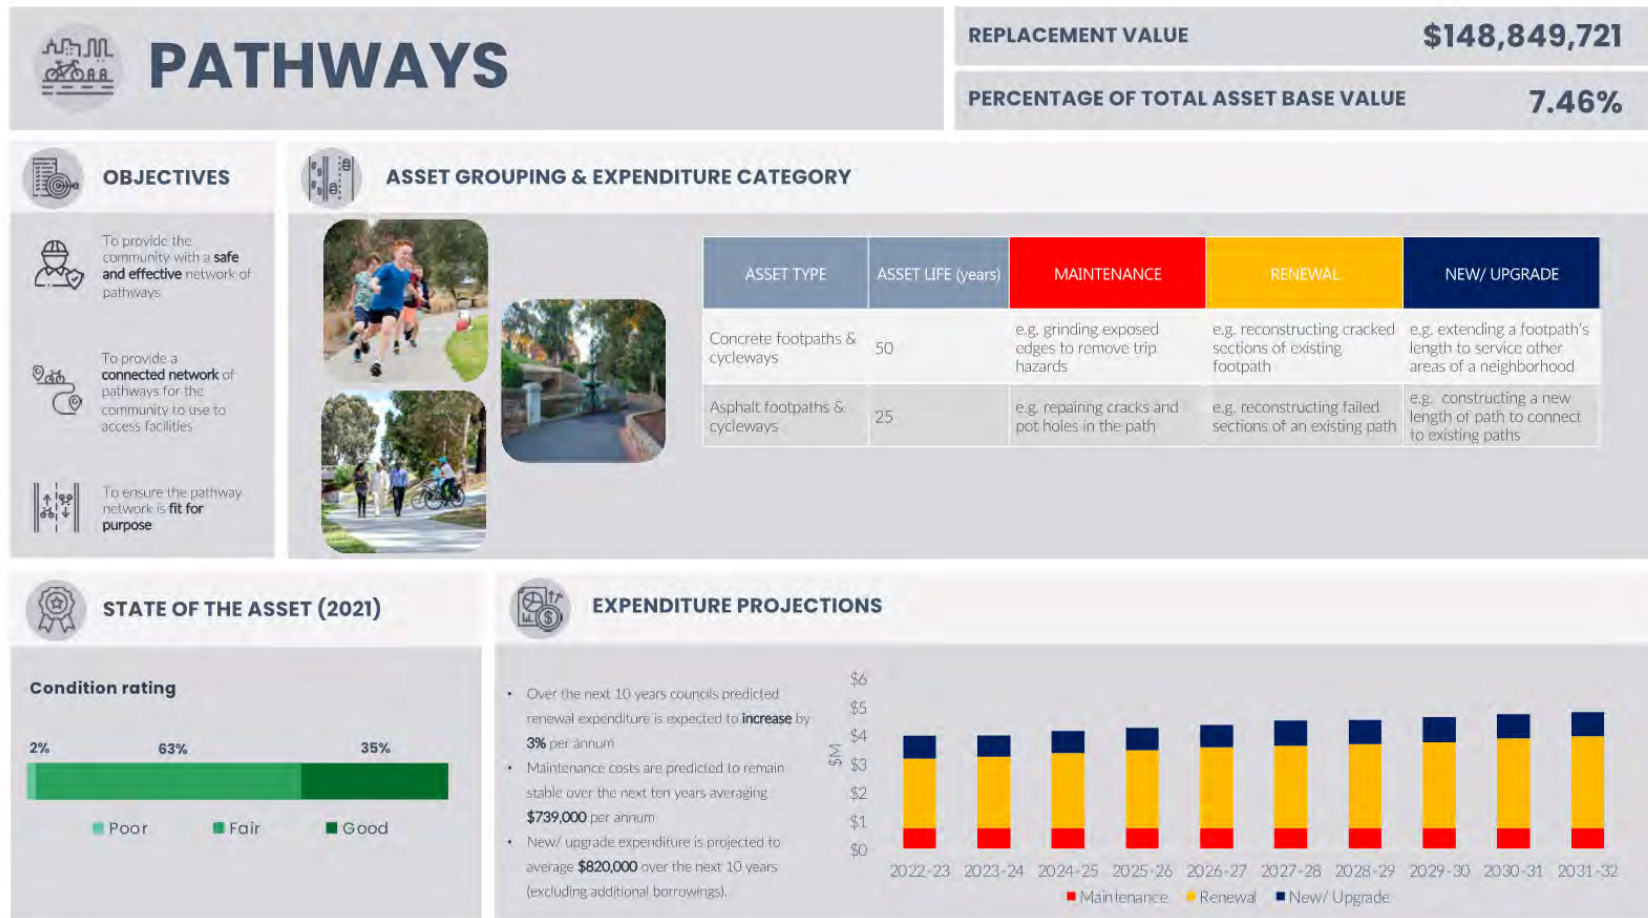 PATHWAYS
REPLACEMENT VALUE
$148,849,721
PERCENTAGE OF TOTAL ASSET BASE VALUE
7.46%
OBJECTIVES
To provide the
community with a safe
and effective network of
pathways
To provide a
connected network of
pathways for the
community to use to
access facilities
To ensure the pathway
network is fit for
purpose
ASSET GROUPING & EXPENDITURE CATEGORY
ASSET TYPE
ASSET LIFE (years)
MAINTENANCE
RENEWAL
NEW/ UPGRADE
Concrete footpaths &
cycleways
50
e.g. grinding exposed
edges to remove trip
hazards
e.g. reconstructing cracked
sections of existing
footpath
e.g. extending a footpath's
length to service other
areas of a neighborhood
Asphalt footpaths &
cycleways
25
e.g. repairing cracks and
pot holes in the path
e.g. reconstructing failed
sections of an existing path
e.g. constructing a new
length of path to connect
to existing paths
STATE OF THE ASSET (2021)
Condition rating
2% 63% 35%
Poor Fair Good
EXPENDITURE PROJECTIONS
• Over the next 10 years councils predicted
renewal expenditure is expected to increase by
3% per annum
• Maintenance costs are predicted to remain
stable over the next ten years averaging
$739,000 per annum
• New/ upgrade expenditure is projected to
average $820,000 over the next 10 years
(excluding additional borrowings).
$M
$6
$5
$4
$3
$2
$1
$0
2022-23 2023-24 2024-25 2025-26 2026-27 2027-28 2028-29 2029-30 2030-31 2031-32
Maintenance Renewal New/ Upgrade